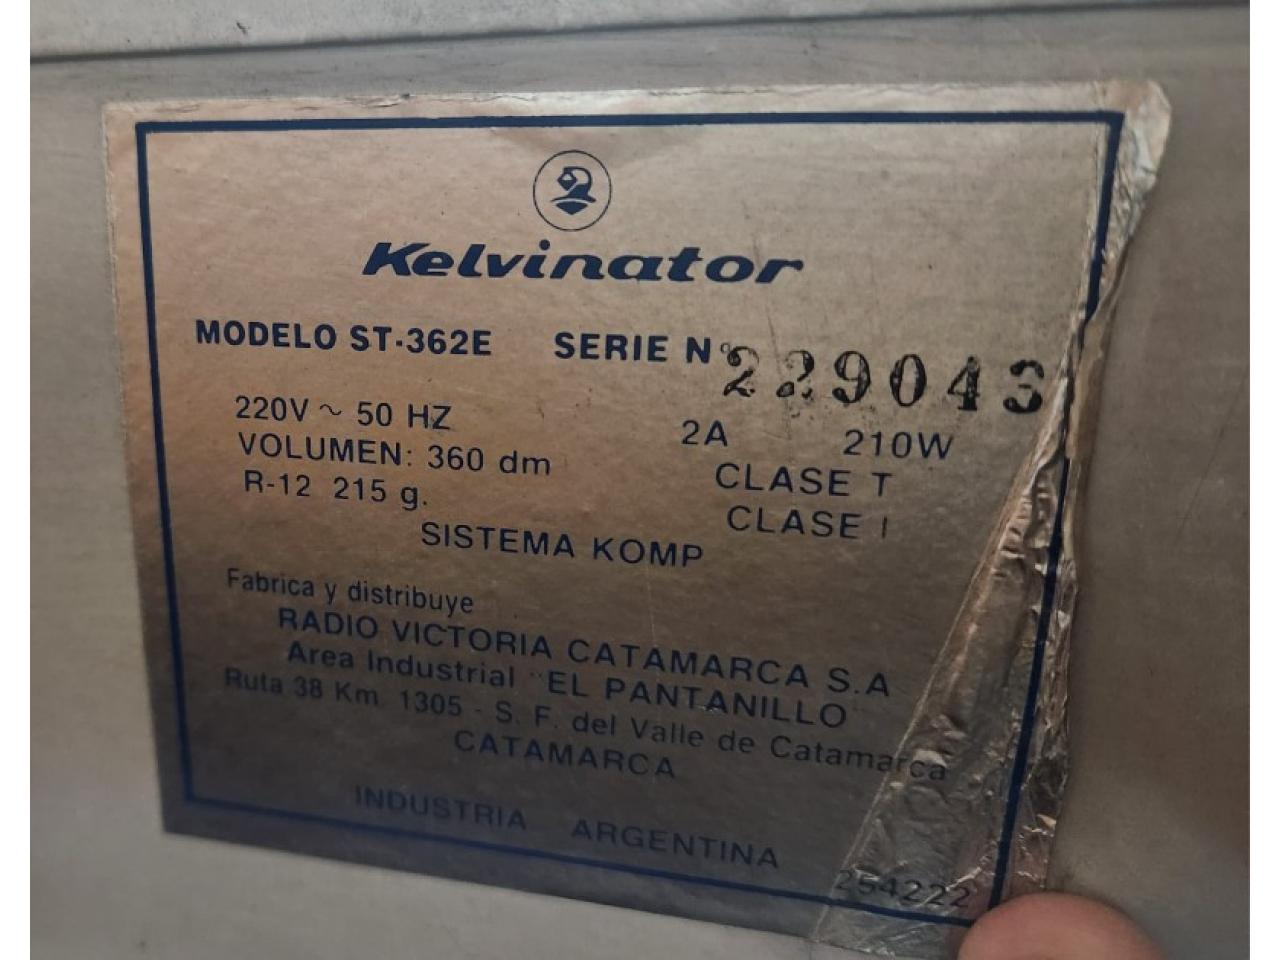 Kelvinator
MODELO ST-362E SERIE N° 229043
220V ~ 50 HZ 2A 210W
VOLUMEN: 360 dm CLASE T
R-12 215 g. CLASE I
SISTEMA KOMP
Fabrica y distribuye
RADIO VICTORIA CATAMARCA S.A
Area Industrial "EL PANTANILLO"
Ruta 38 Km. 1305 - S. F. del Valle de Catamarca
CATAMARCA
INDUSTRIA ARGENTINA
254222